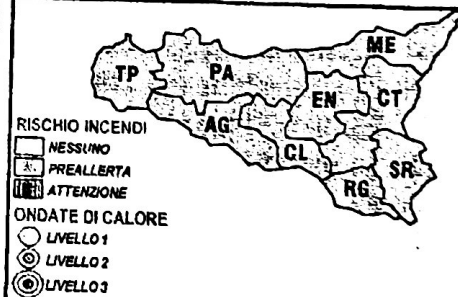 ME
TP
PA
EN
CT
AG
CL
SR
RG
RISCHIO INCENDI
NESSUNO
PREALLERTA
ATTENZIONE
ONDATE DI CALORE
LIVELLO 1
LIVELLO 2
LIVELLO 3